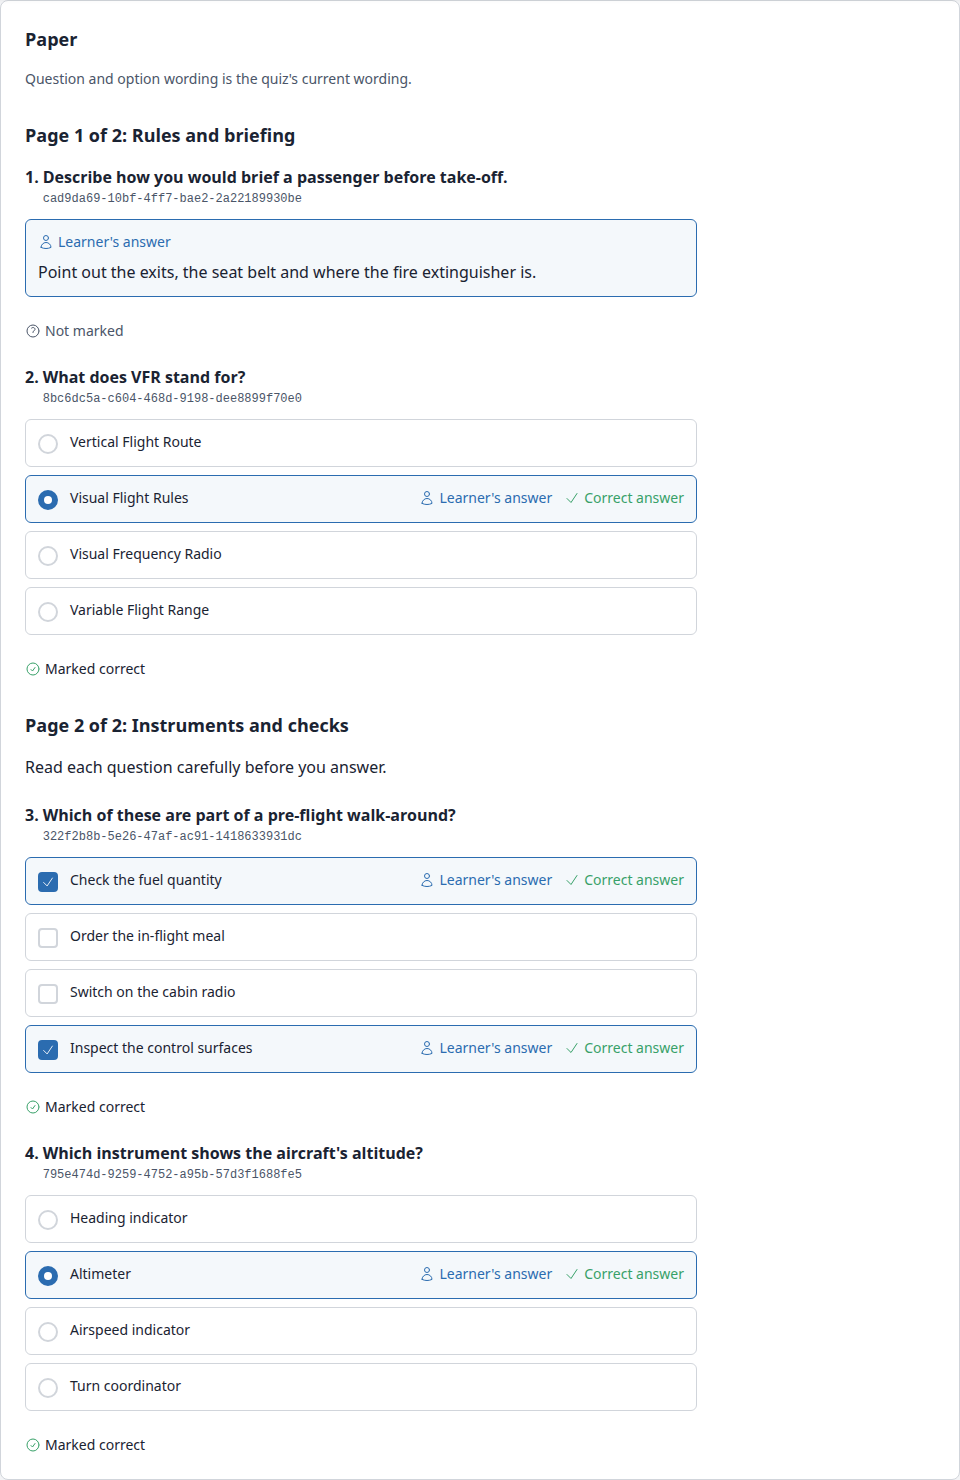 Paper
Question and option wording is the quiz's current wording.
Page 1 of 2: Rules and briefing
1. Describe how you would brief a passenger before take-off.
cad9da69-10bf-4ff7-bae2-2a22189930be
Learner's answer
Point out the exits, the seat belt and where the fire extinguisher is.
Not marked
2. What does VFR stand for?
8bc6dc5a-c604-468d-9198-dee8899f70e0
Vertical Flight Route
Visual Flight Rules Learner's answer Correct answer
Visual Frequency Radio
Variable Flight Range
Marked correct
Page 2 of 2: Instruments and checks
Read each question carefully before you answer.
3. Which of these are part of a pre-flight walk-around?
322f2b8b-5e26-47af-ac91-1418633931dc
Check the fuel quantity Learner's answer Correct answer
Order the in-flight meal
Switch on the cabin radio
Inspect the control surfaces Learner's answer Correct answer
Marked correct
4. Which instrument shows the aircraft's altitude?
795e474d-9259-4752-a95b-57d3f1688fe5
Heading indicator
Altimeter Learner's answer Correct answer
Airspeed indicator
Turn coordinator
Marked correct